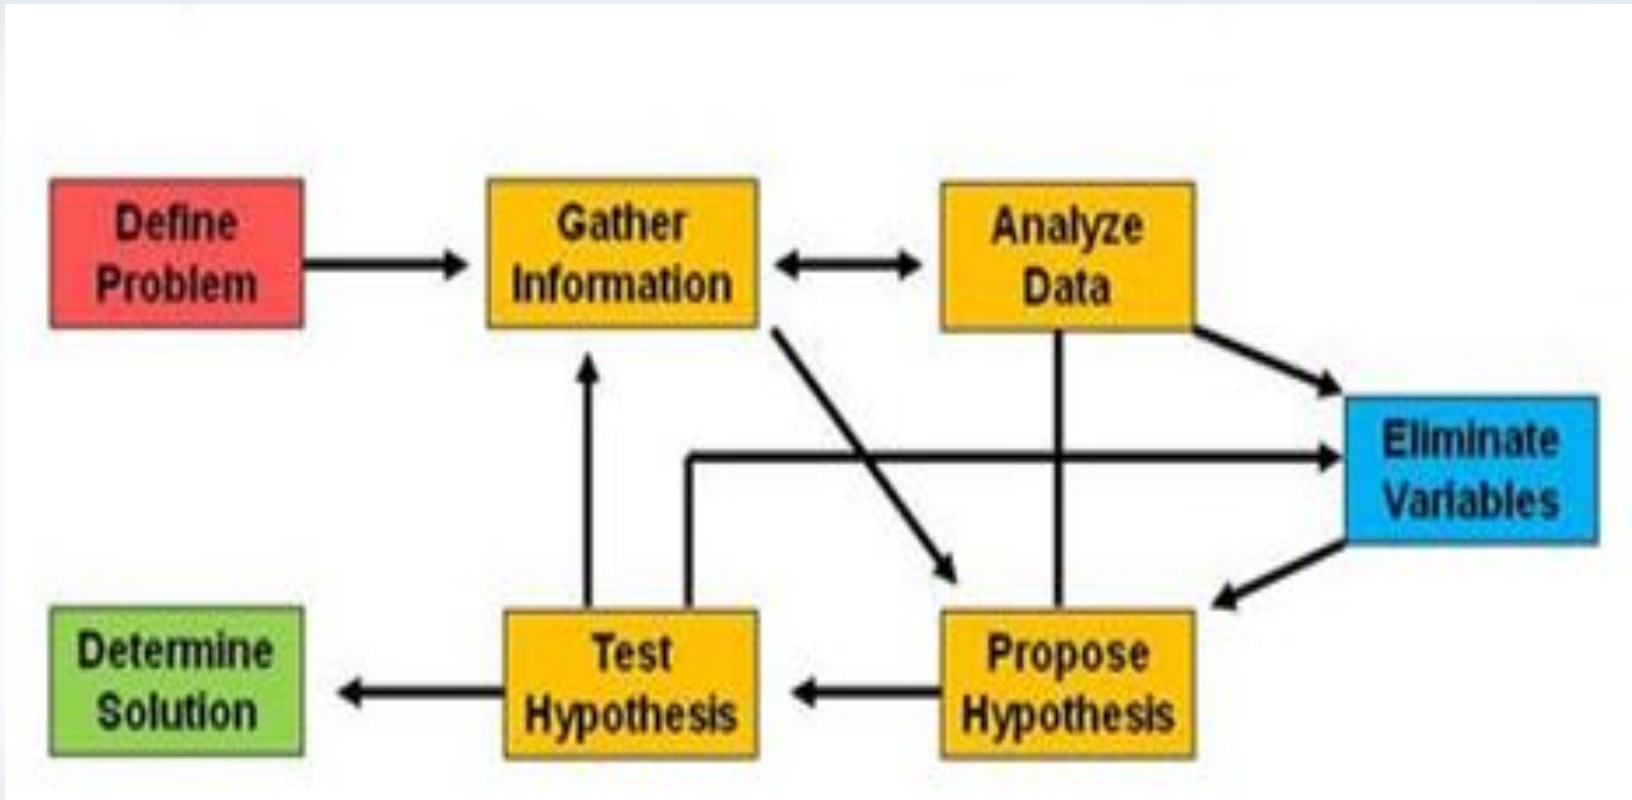 Define
Problem
Gather
Information
Analyze
Data
Eliminate
Variables
Determine
Solution
Test
Hypothesis
Propose
Hypothesis